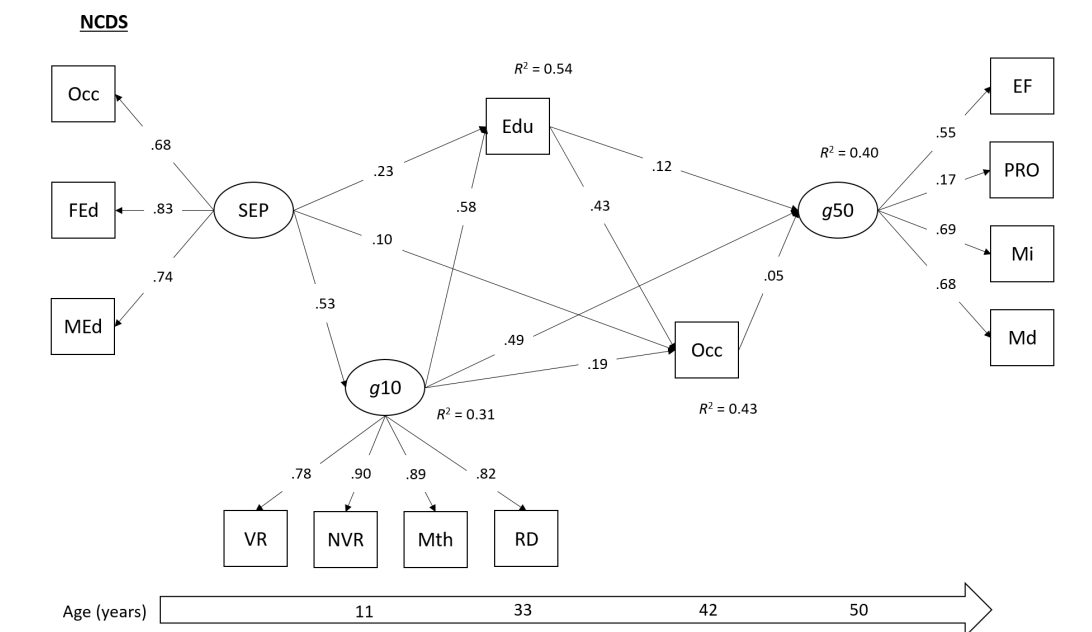 NCDS
R² = 0.54
Occ
Edu
EF
.68
.55
.23
.12
R² = 0.40
PRO
.17
FEd
.83
SEP
.58
.43
g50
.10
.69
Mi
.74
.53
.05
.68
MEd
.49
Occ
Md
.19
g10
R² = 0.31
R² = 0.43
.78
.90
.89
.82
VR
NVR
Mth
RD
Age (years)
11
33
42
50